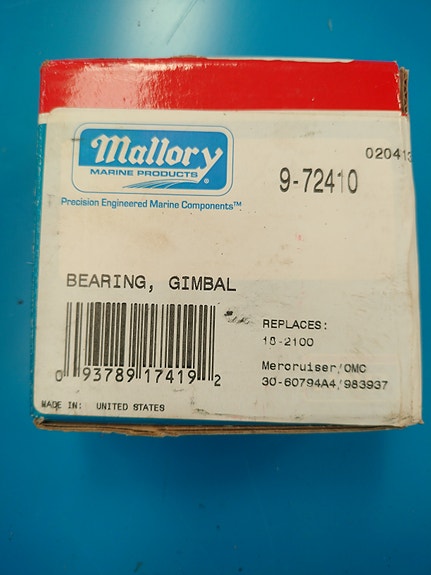 Mallory
MARINE PRODUCTS
®
Precision Engineered Marine Components™
020413
9-72410
BEARING, GIMBAL
0 93789 17419 2
REPLACES:
18-2100
Mercruiser/OMC
30-60794A4/983937
MADE IN: UNITED STATES